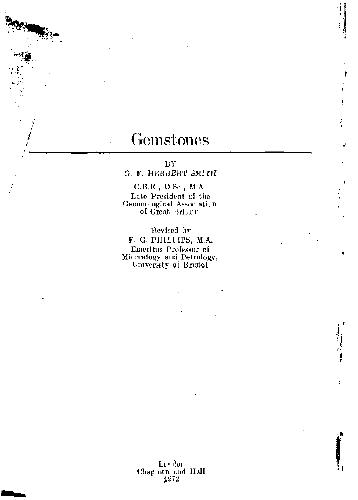 Gemstones
BY
G. F. HERBERT SMITH
C.B.E., D.Sc., M.A.
Late President of the
Gemmological Association
of Great Britain
Revised by
F. C. PHILLIPS, M.A.
Emeritus Professor of
Mineralogy and Petrology,
University of Bristol
London
Chapman and Hall
1972